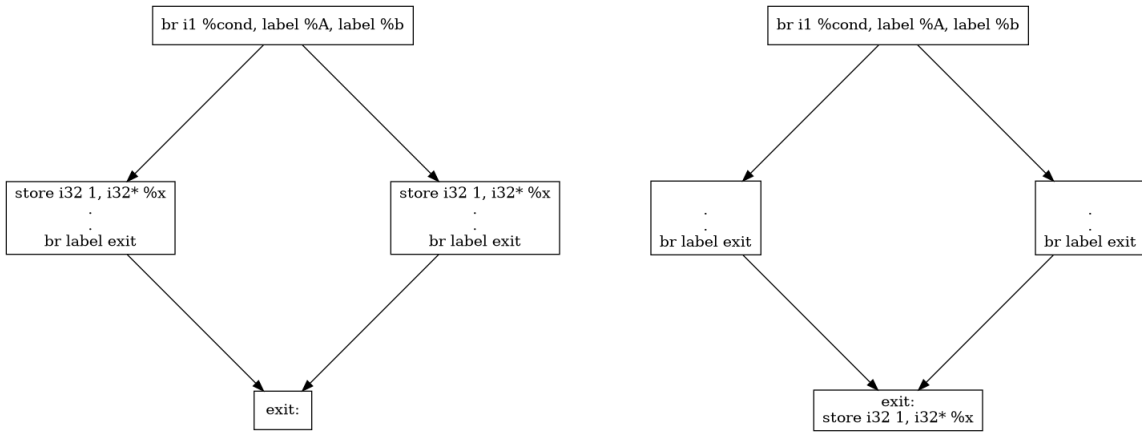 br i1 %cond, label %A, label %b
store i32 1, i32* %x
.
.
br label exit
store i32 1, i32* %x
.
.
br label exit
exit:
br i1 %cond, label %A, label %b
.
.
br label exit
.
.
br label exit
exit:
store i32 1, i32* %x